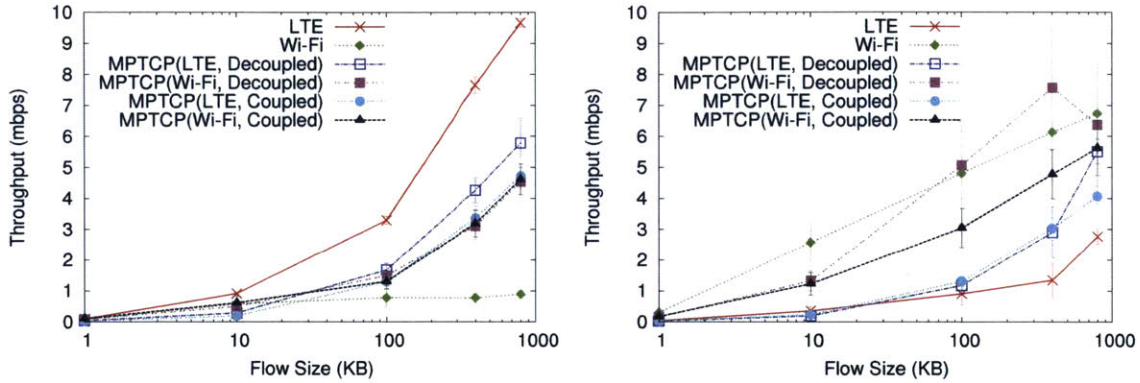 10
9
8
7
6
5
4
3
2
1
0
Throughput (mbps)
LTE
Wi-Fi
MPTCP(LTE, Decoupled)
MPTCP(Wi-Fi, Decoupled)
MPTCP(LTE, Coupled)
MPTCP(Wi-Fi, Coupled)
1 10 100 1000
Flow Size (KB)
10
9
8
7
6
5
4
3
2
1
0
Throughput (mbps)
LTE
Wi-Fi
MPTCP(LTE, Decoupled)
MPTCP(Wi-Fi, Decoupled)
MPTCP(LTE, Coupled)
MPTCP(Wi-Fi, Coupled)
1 10 100 1000
Flow Size (KB)